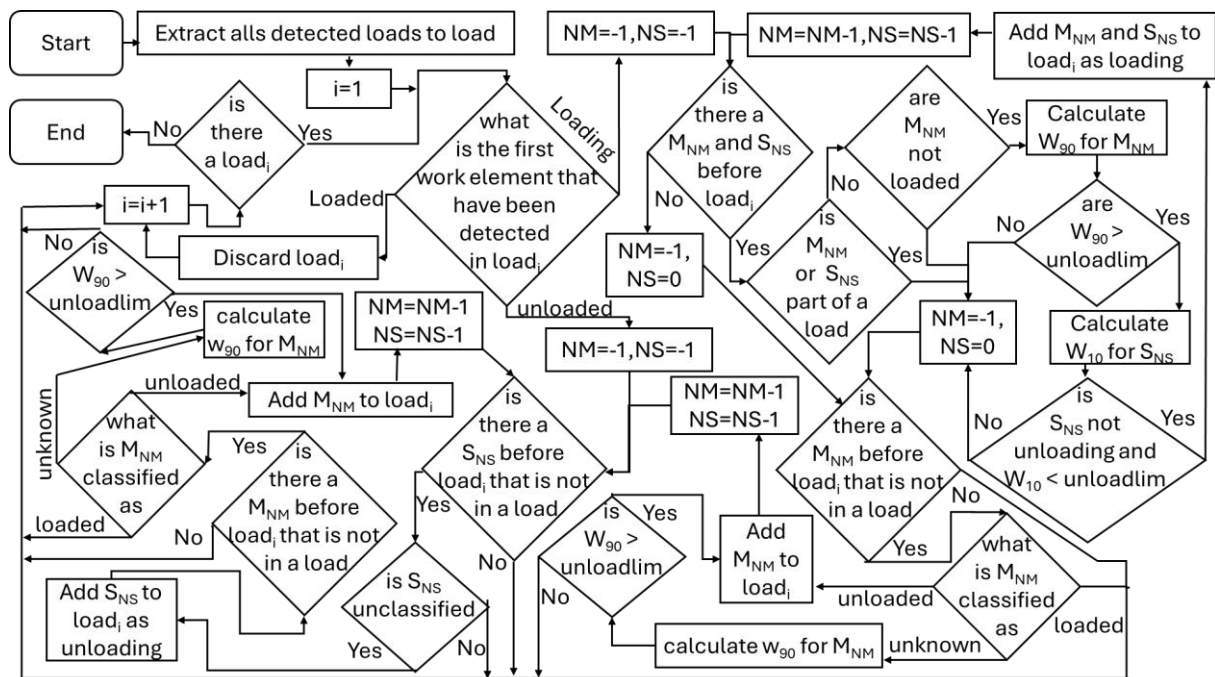 Start
Extract alls detected loads to load
i=1
End
No
is
there
a load_i
Yes
i=i+1
Discard load_i
Loaded
what
is the first
work element that
have been
detected
in load_i
Loading
unloaded
NM=-1,NS=-1
NM=NM-1,NS=NS-1
Add M_NM and S_NS to
load_i as loading
is
there a
M_NM and S_NS
before
load_i
No
Yes
NM=-1,
NS=0
is
M_NM
or S_NS
part of a
load
No
Yes
are
M_NM
not
loaded
Yes
Calculate
W_90 for M_NM
are
W_90 >
unloadlim
No
Yes
Calculate
W_10 for S_NS
is
S_NS not
unloading and
W_10 < unloadlim
No
Yes
NM=-1,
NS=0
is
there a
M_NM before
load_i that is not
in a load
No
Yes
what
is M_NM
classified
as
unloaded
loaded
unknown
calculate w_90 for M_NM
is
W_90 >
unloadlim
Yes
No
Add
M_NM to
load_i
NM=NM-1
NS=NS-1
NM=-1,NS=-1
is
there a
S_NS before
load_i that is not
in a load
Yes
No
is S_NS
unclassified
Yes
No
Add S_NS to
load_i as
unloading
is
there a
M_NM before
load_i that is not
in a load
Yes
No
what
is M_NM
classified
as
unloaded
unknown
loaded
calculate
w_90 for M_NM
No
is
W_90 >
unloadlim
Yes
Add M_NM to load_i
NM=NM-1
NS=NS-1